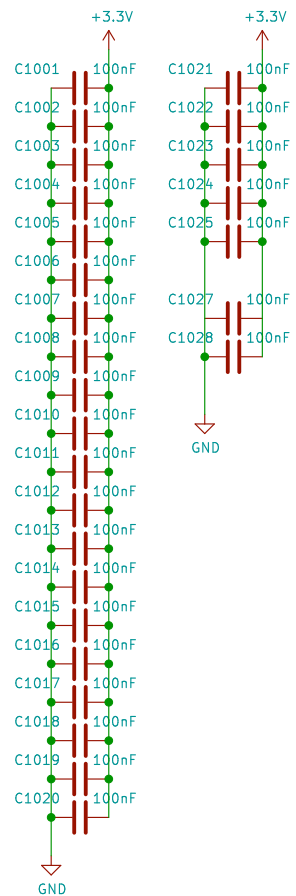 +3.3V
C1001 100nF
C1002 100nF
C1003 100nF
C1004 100nF
C1005 100nF
C1006 100nF
C1007 100nF
C1008 100nF
C1009 100nF
C1010 100nF
C1011 100nF
C1012 100nF
C1013 100nF
C1014 100nF
C1015 100nF
C1016 100nF
C1017 100nF
C1018 100nF
C1019 100nF
C1020 100nF
GND
+3.3V
C1021 100nF
C1022 100nF
C1023 100nF
C1024 100nF
C1025 100nF
C1027 100nF
C1028 100nF
GND